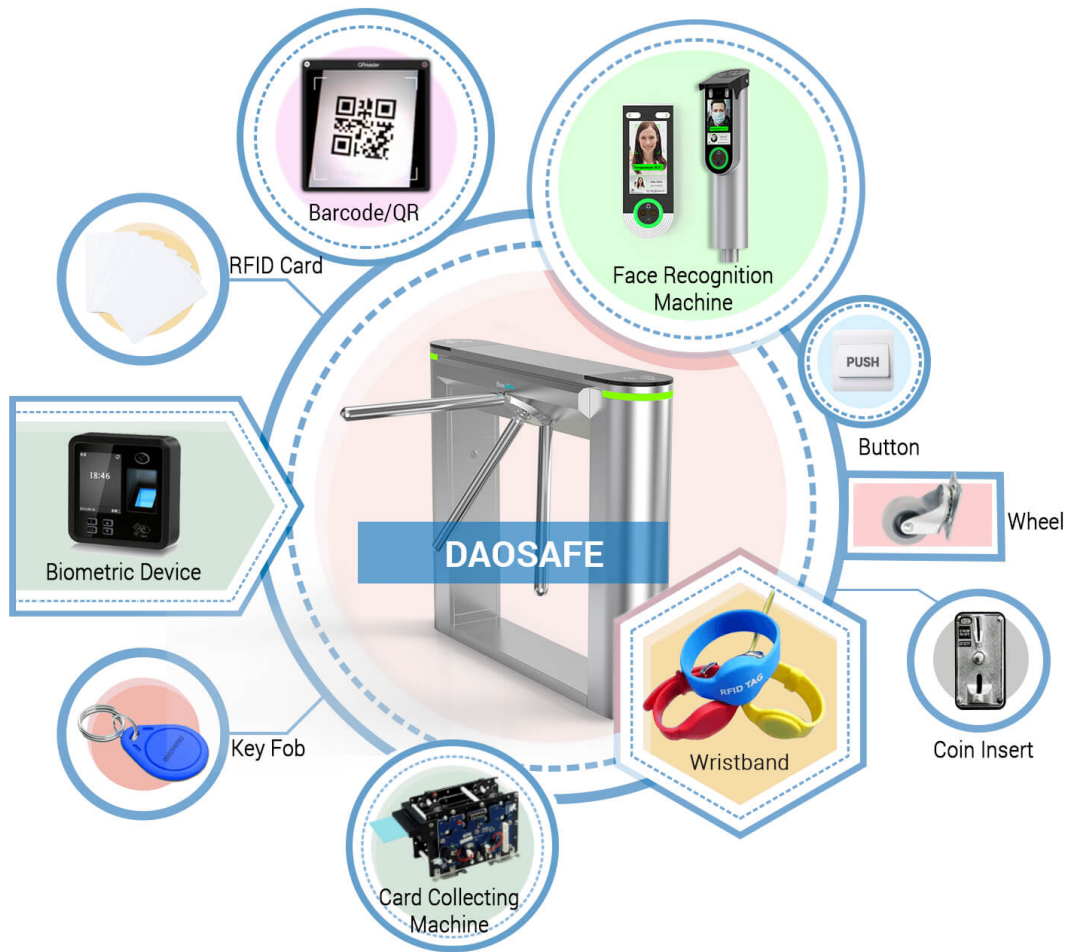 QReader
Barcode/QR
Face Recognition
Machine
RFID Card
PUSH
Button
18:46
Biometric Device
DAOSAFE
Wheel
RFID TAG
Wristband
Coin Insert
Key Fob
Card Collecting
Machine